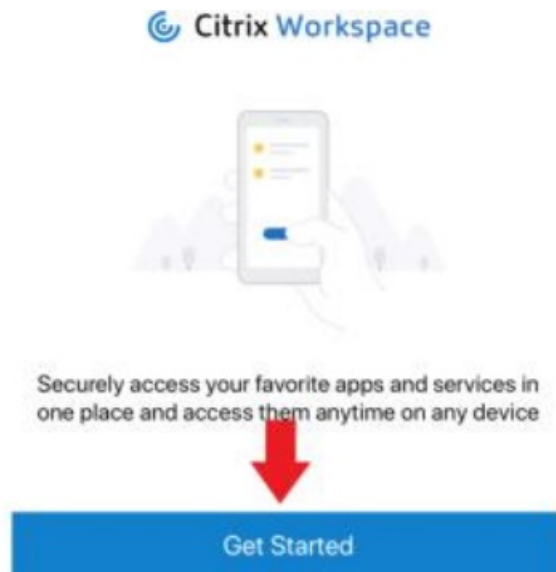 Citrix Workspace
Securely access your favorite apps and services in
one place and access them anytime on any device
Get Started